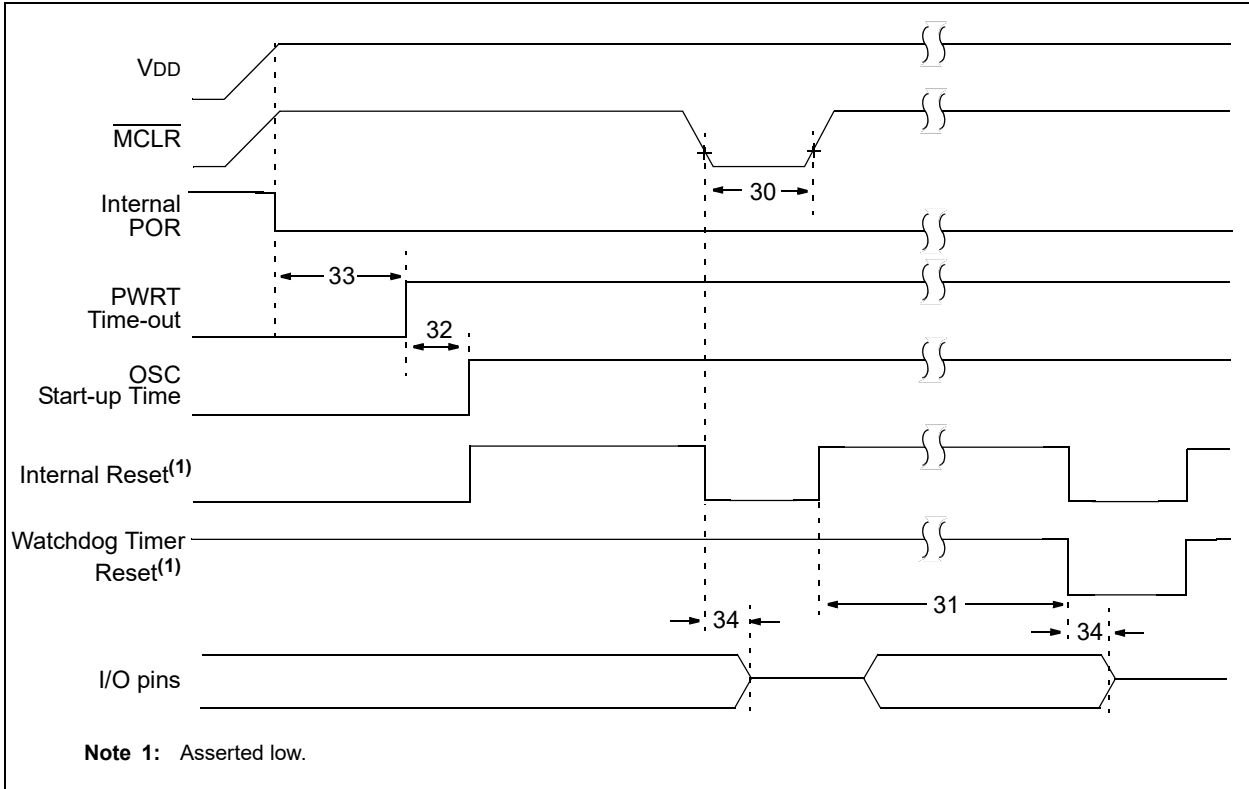 VDD
MCLR
30
Internal
POR
33
PWRT
Time-out
32
OSC
Start-up Time
Internal Reset(1)
Watchdog Timer
Reset(1)
31
34
34
I/O pins
Note 1: Asserted low.